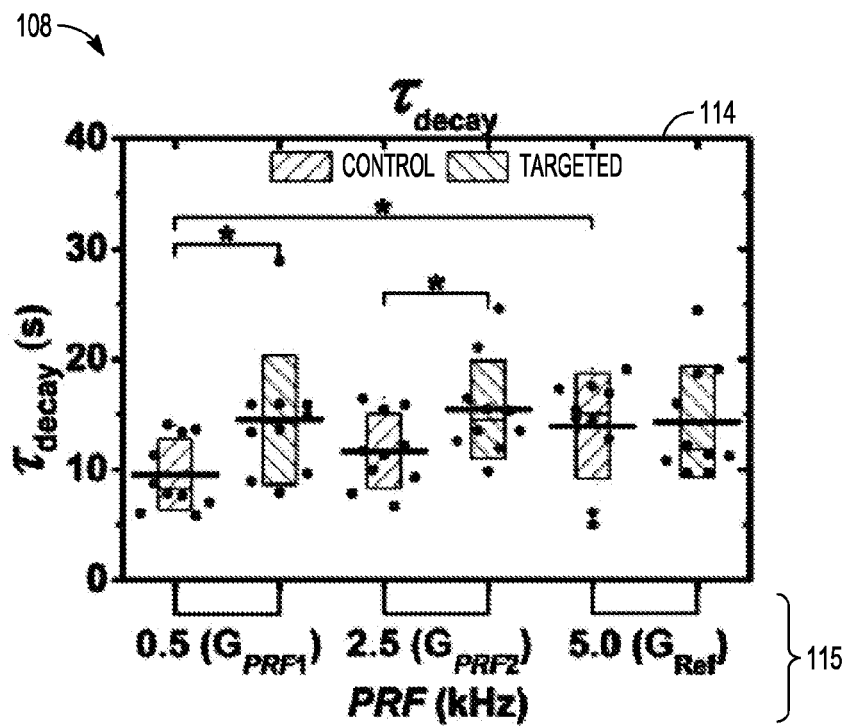 108
τdecay
114
40
CONTROL TARGETED
*
30
*
*
τdecay (s)
20
10
0
0.5 (GPRF1) 2.5 (GPRF2) 5.0 (GRef)
115
PRF (kHz)